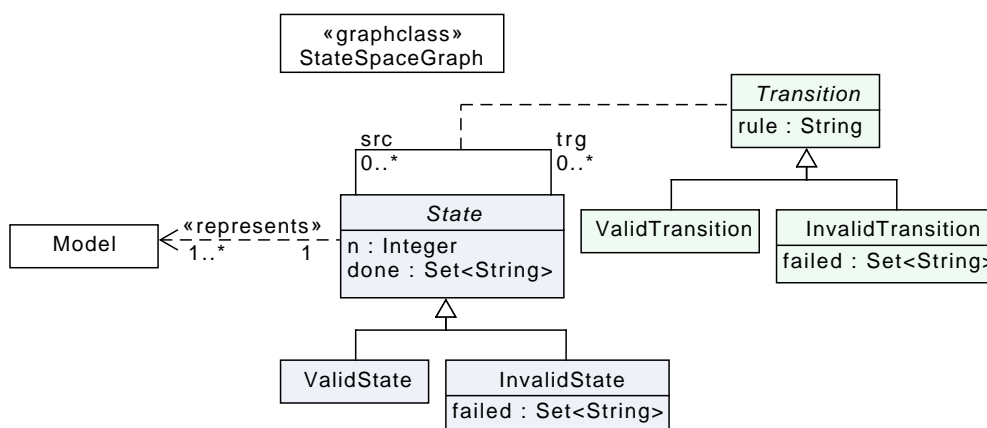 «graphclass»
StateSpaceGraph
Transition
rule : String
src
trg
0..*
0..*
State
n : Integer
done : Set<String>
«represents»
1..*
1
Model
ValidTransition
InvalidTransition
failed : Set<String>
ValidState
InvalidState
failed : Set<String>